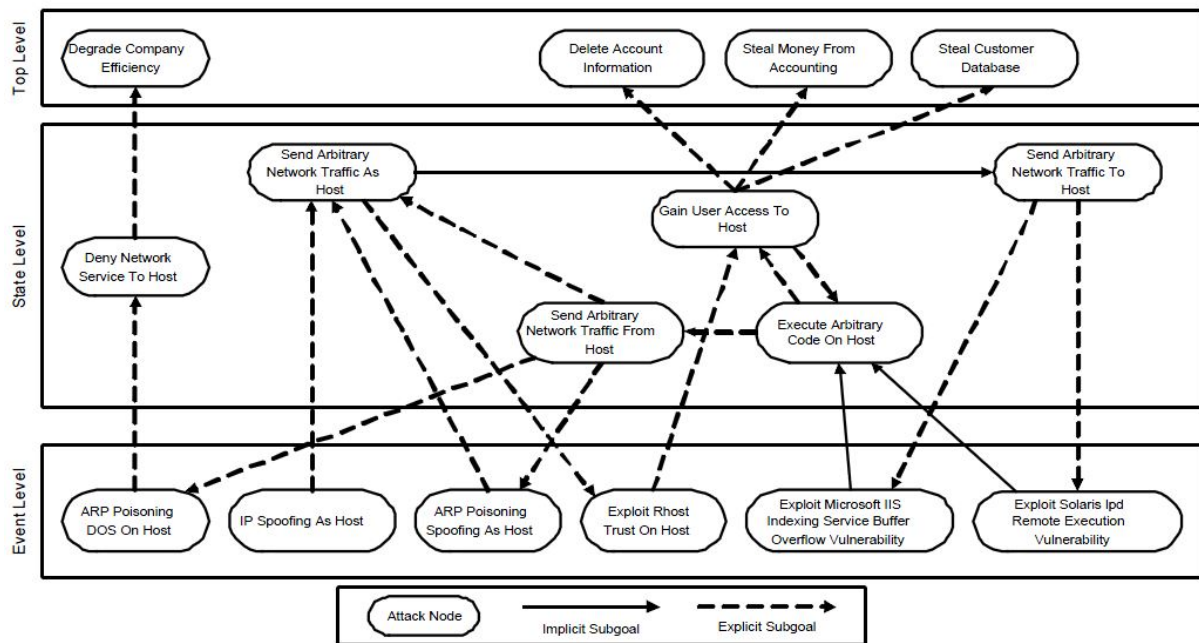 Top Level
Degrade Company
Efficiency
Delete Account
Information
Steal Money From
Accounting
Steal Customer
Database
State Level
Send Arbitrary
Network Traffic As
Host
Send Arbitrary
Network Traffic To
Host
Gain User Access To
Host
Deny Network
Service To Host
Send Arbitrary
Network Traffic From
Host
Execute Arbitrary
Code On Host
Event Level
ARP Poisoning
DOS On Host
IP Spoofing As Host
ARP Poisoning
Spoofing As Host
Exploit Rhost
Trust On Host
Exploit Microsoft IIS
Indexing Service Buffer
Overflow Vulnerability
Exploit Solaris lpd
Remote Execution
Vulnerability
Attack Node
Implicit Subgoal
Explicit Subgoal